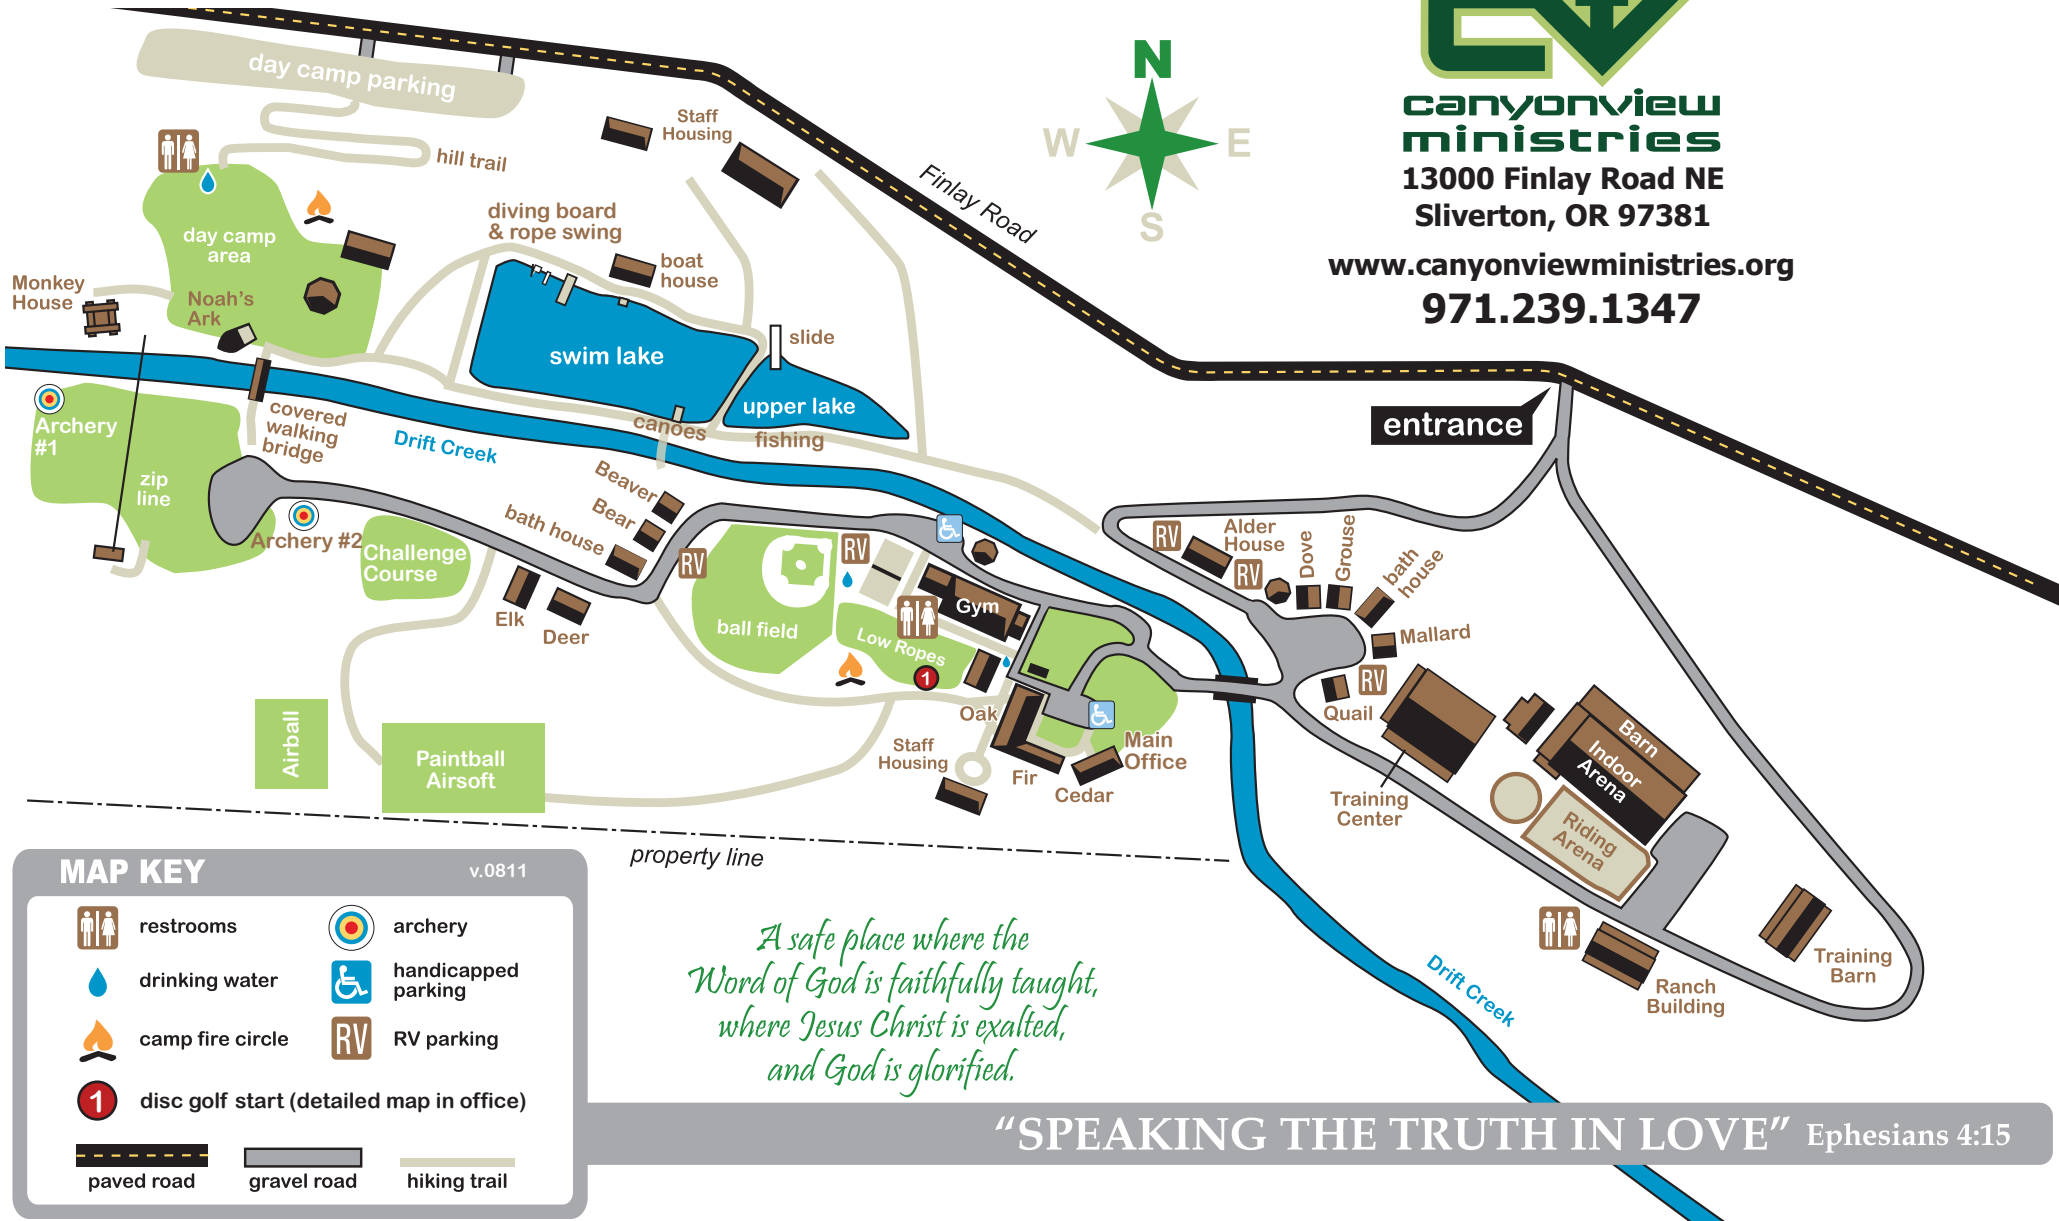 canyonview
ministries
13000 Finlay Road NE
Sliverton, OR 97381
www.canyonviewministries.org
971.239.1347
N
W
E
S
day camp parking
hill trail
Staff
Housing
Finlay Road
day camp
area
diving board
& rope swing
boat
house
Monkey
House
Noah's
Ark
slide
swim lake
upper lake
entrance
canoes
fishing
Archery
#1
covered
walking
bridge
Drift Creek
zip
line
Archery #2
Challenge
Course
Beaver
Bear
bath house
RV
RV
RV
Alder
House
RV
Dove
Grouse
bath
house
Elk
Deer
ball field
Gym
Low Ropes
1
Mallard
RV
Quail
Oak
Staff
Housing
Fir
Cedar
Main
Office
Airball
Paintball
Airsoft
Barn
Indoor
Arena
Training
Center
Riding
Arena
Training
Barn
Ranch
Building
Drift Creek
property line
MAP KEY
v.0811
restrooms
archery
drinking water
handicapped
parking
camp fire circle
RV
RV parking
1
disc golf start (detailed map in office)
paved road
gravel road
hiking trail
A safe place where the
Word of God is faithfully taught,
where Jesus Christ is exalted,
and God is glorified.
“SPEAKING THE TRUTH IN LOVE” Ephesians 4:15